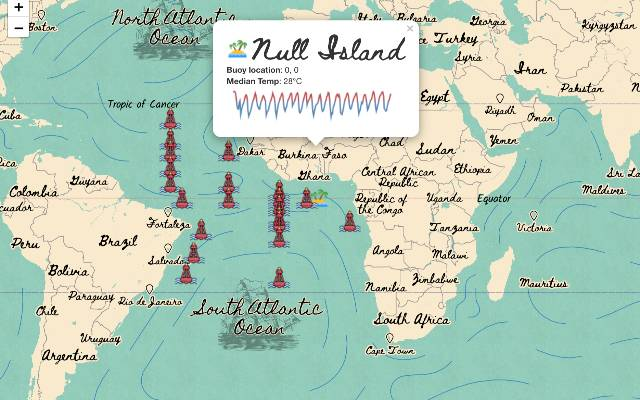 +
−
North Atlantic
Ocean
Boston
Cuba
Tropic of Cancer
×
Null Island
Buoy location: 0, 0
Median Temp: 28°C
Bulgaria
Georgia
Turkey
Syria
Iran
Kyrgyzstan
Pakistan
Egypt
Riyadh
Oman
Yemen
Dakar
Burkina Faso
Ghana
Chad
Sudan
Ethiopia
Central African
Republic
Republic of
the Congo
Uganda
Equator
Sri La
Maldives
Tanzania
Victoria
Angola
Malawi
Zimbabwe
Namibia
Mauritius
South Africa
Cape Town
Guyana
Colombia
cuador
Fortaleza
Peru
Brazil
Salvador
Bolivia
Paraguay
Rio de Janeiro
Chile
Uruguay
Argentina
South Atlantic
Ocean